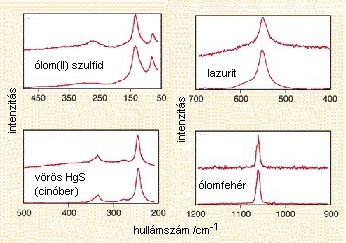 intenzitás
ólom(II) szulfid
450 350 250 150 50
lazurit
700 600 500 400
intenzitás
vörös HgS
(cinóber)
500 400 300 200
ólomfehér
1200 1100 1000 900
hullámszám /cm-1